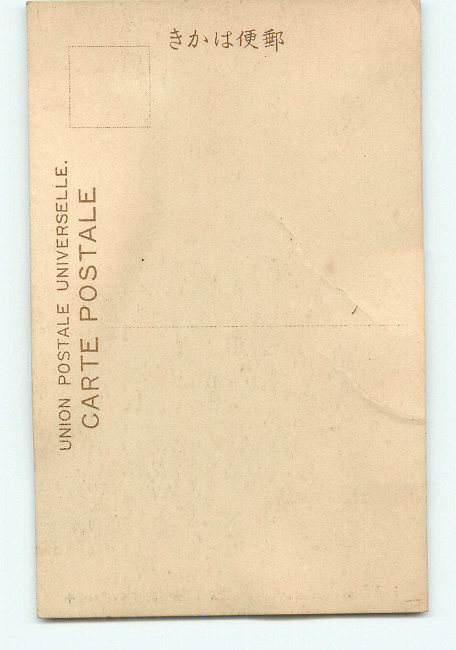 郵便はかき
UNION POSTALE UNIVERSELLE.
CARTE POSTALE